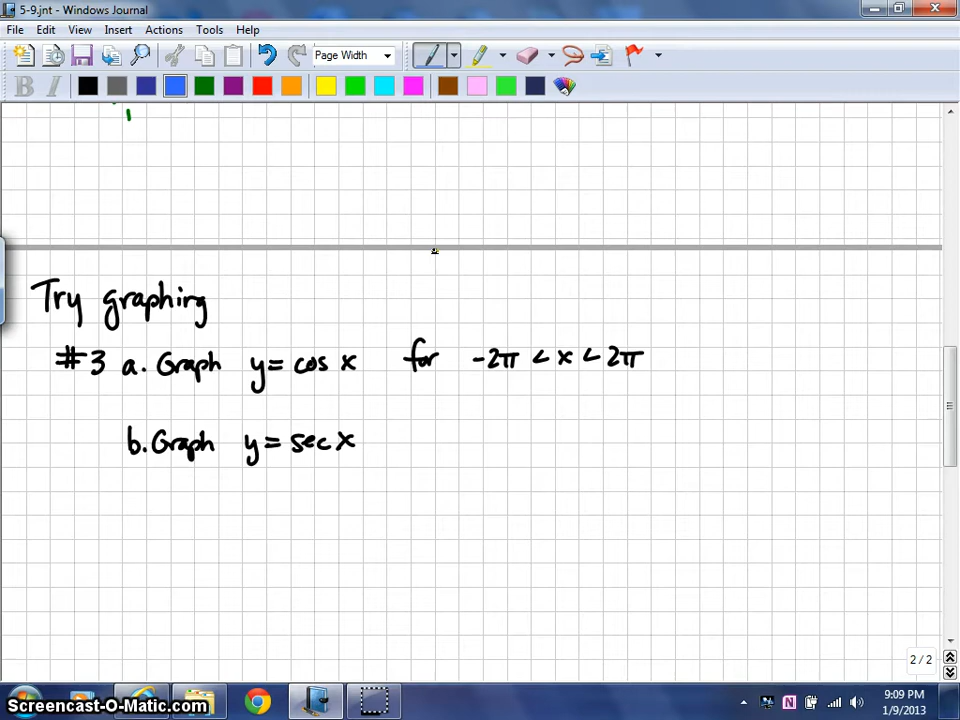 5-9.jnt - Windows Journal
File Edit View Insert Actions Tools Help
Page Width
B I
Try graphing
#3 a. Graph y = cos x for -2π < x < 2π
b. Graph y = sec x
2 / 2
Screencast-O-Matic.com
N
9:09 PM
1/9/2013